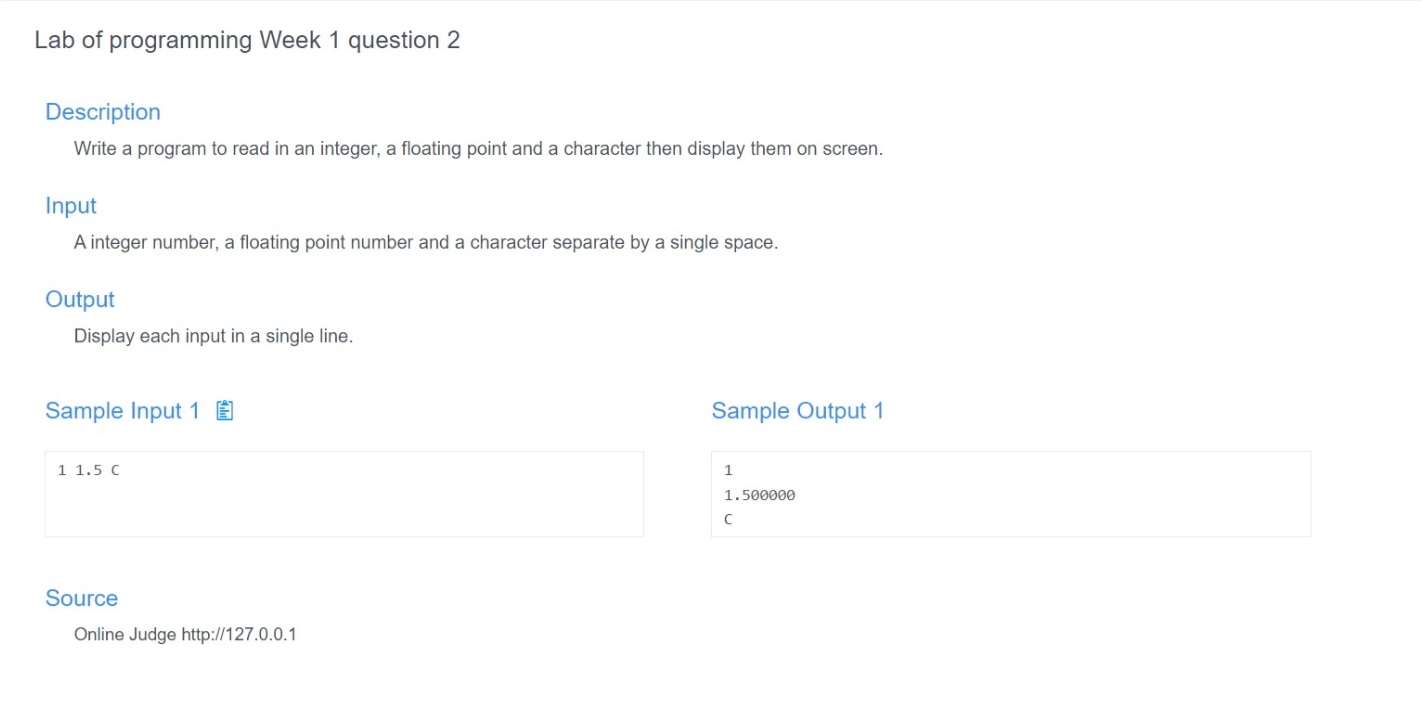 Lab of programming Week 1 question 2
Description
Write a program to read in an integer, a floating point and a character then display them on screen.
Input
A integer number, a floating point number and a character separate by a single space.
Output
Display each input in a single line.
Sample Input 1
1 1.5 C
Sample Output 1
1
1.500000
C
Source
Online Judge http://127.0.0.1